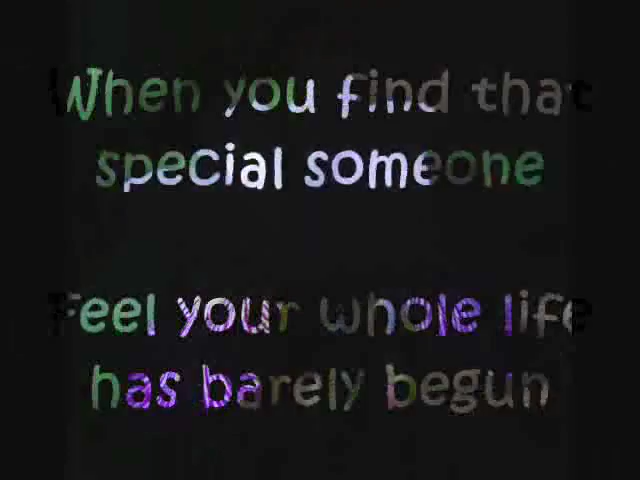 When you find that
special someone
Feel your whole life
has barely begun